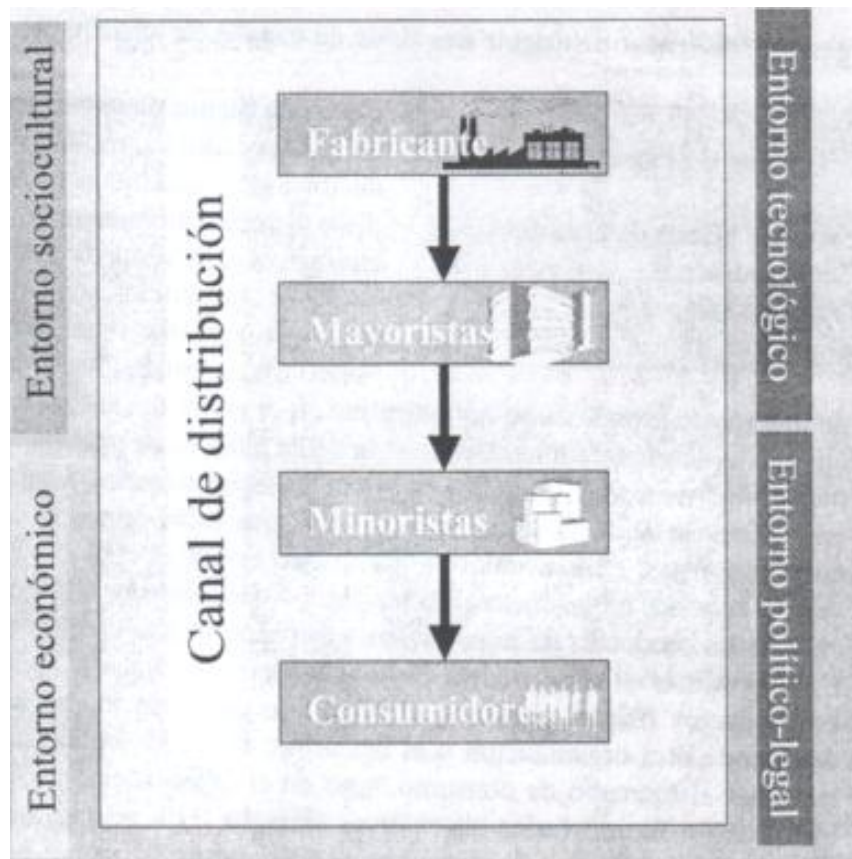 Entorno sociocultural
Entorno económico
Canal de distribución
Fabricante
Mayoristas
Minoristas
Consumidores
Entorno tecnológico
Entorno político-legal